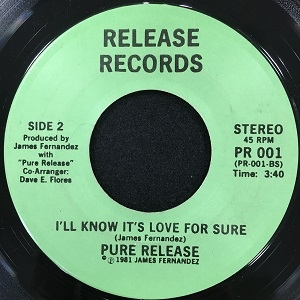 RELEASE
RECORDS
SIDE 2
Produced by
James Fernandez
with
"Pure Release"
Co-Arranger:
Dave E. Flores
STEREO
45 RPM
PR 001
(PR-001-BS)
Time: 3:40
I'LL KNOW IT'S LOVE FOR SURE
(James Fernandez)
PURE RELEASE
© ℗ 1981 JAMES FERNANDEZ